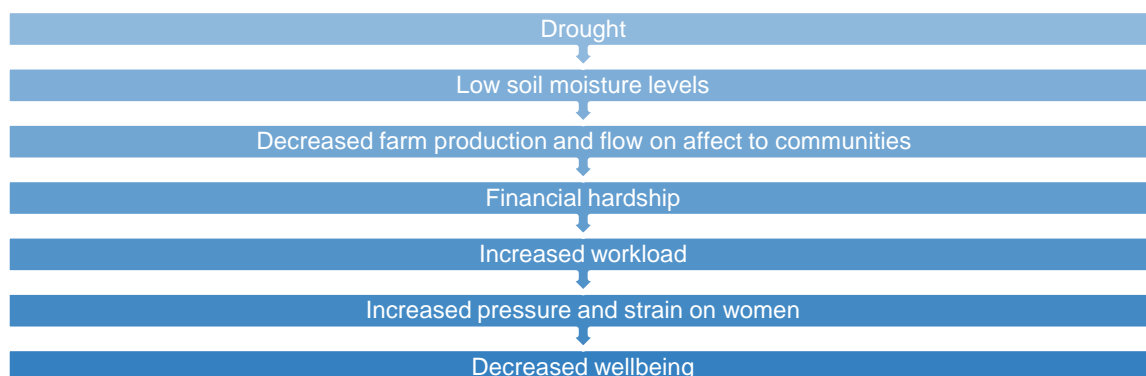 Drought
Low soil moisture levels
Decreased farm production and flow on affect to communities
Financial hardship
Increased workload
Increased pressure and strain on women
Decreased wellbeing